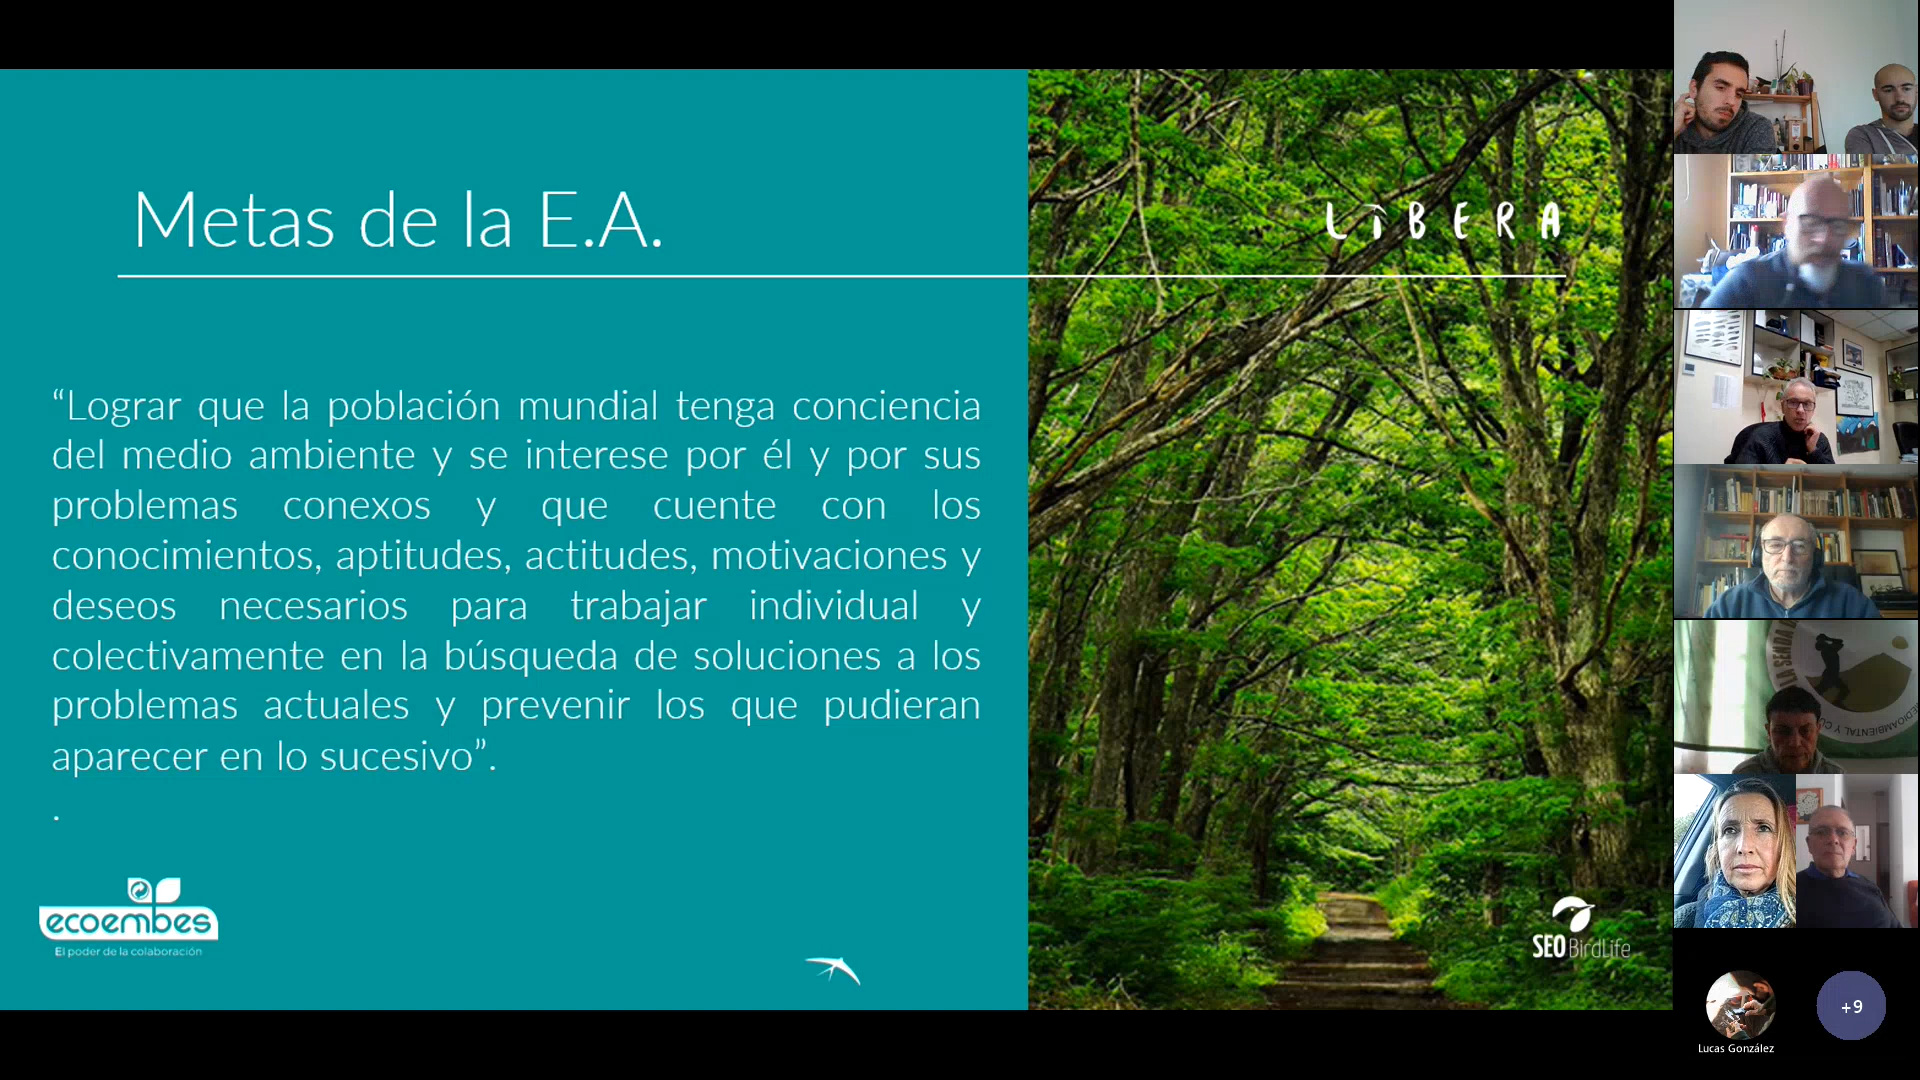 Metas de la E.A.
LIBERA
“Lograr que la población mundial tenga conciencia
del medio ambiente y se interese por él y por sus
problemas conexos y que cuente con los
conocimientos, aptitudes, actitudes, motivaciones y
deseos necesarios para trabajar individual y
colectivamente en la búsqueda de soluciones a los
problemas actuales y prevenir los que pudieran
aparecer en lo sucesivo”.
.
ecoembes
El poder de la colaboración
SEO BirdLife
LA SENDA
MEDIOAMBIENTAL Y
+9
Lucas González